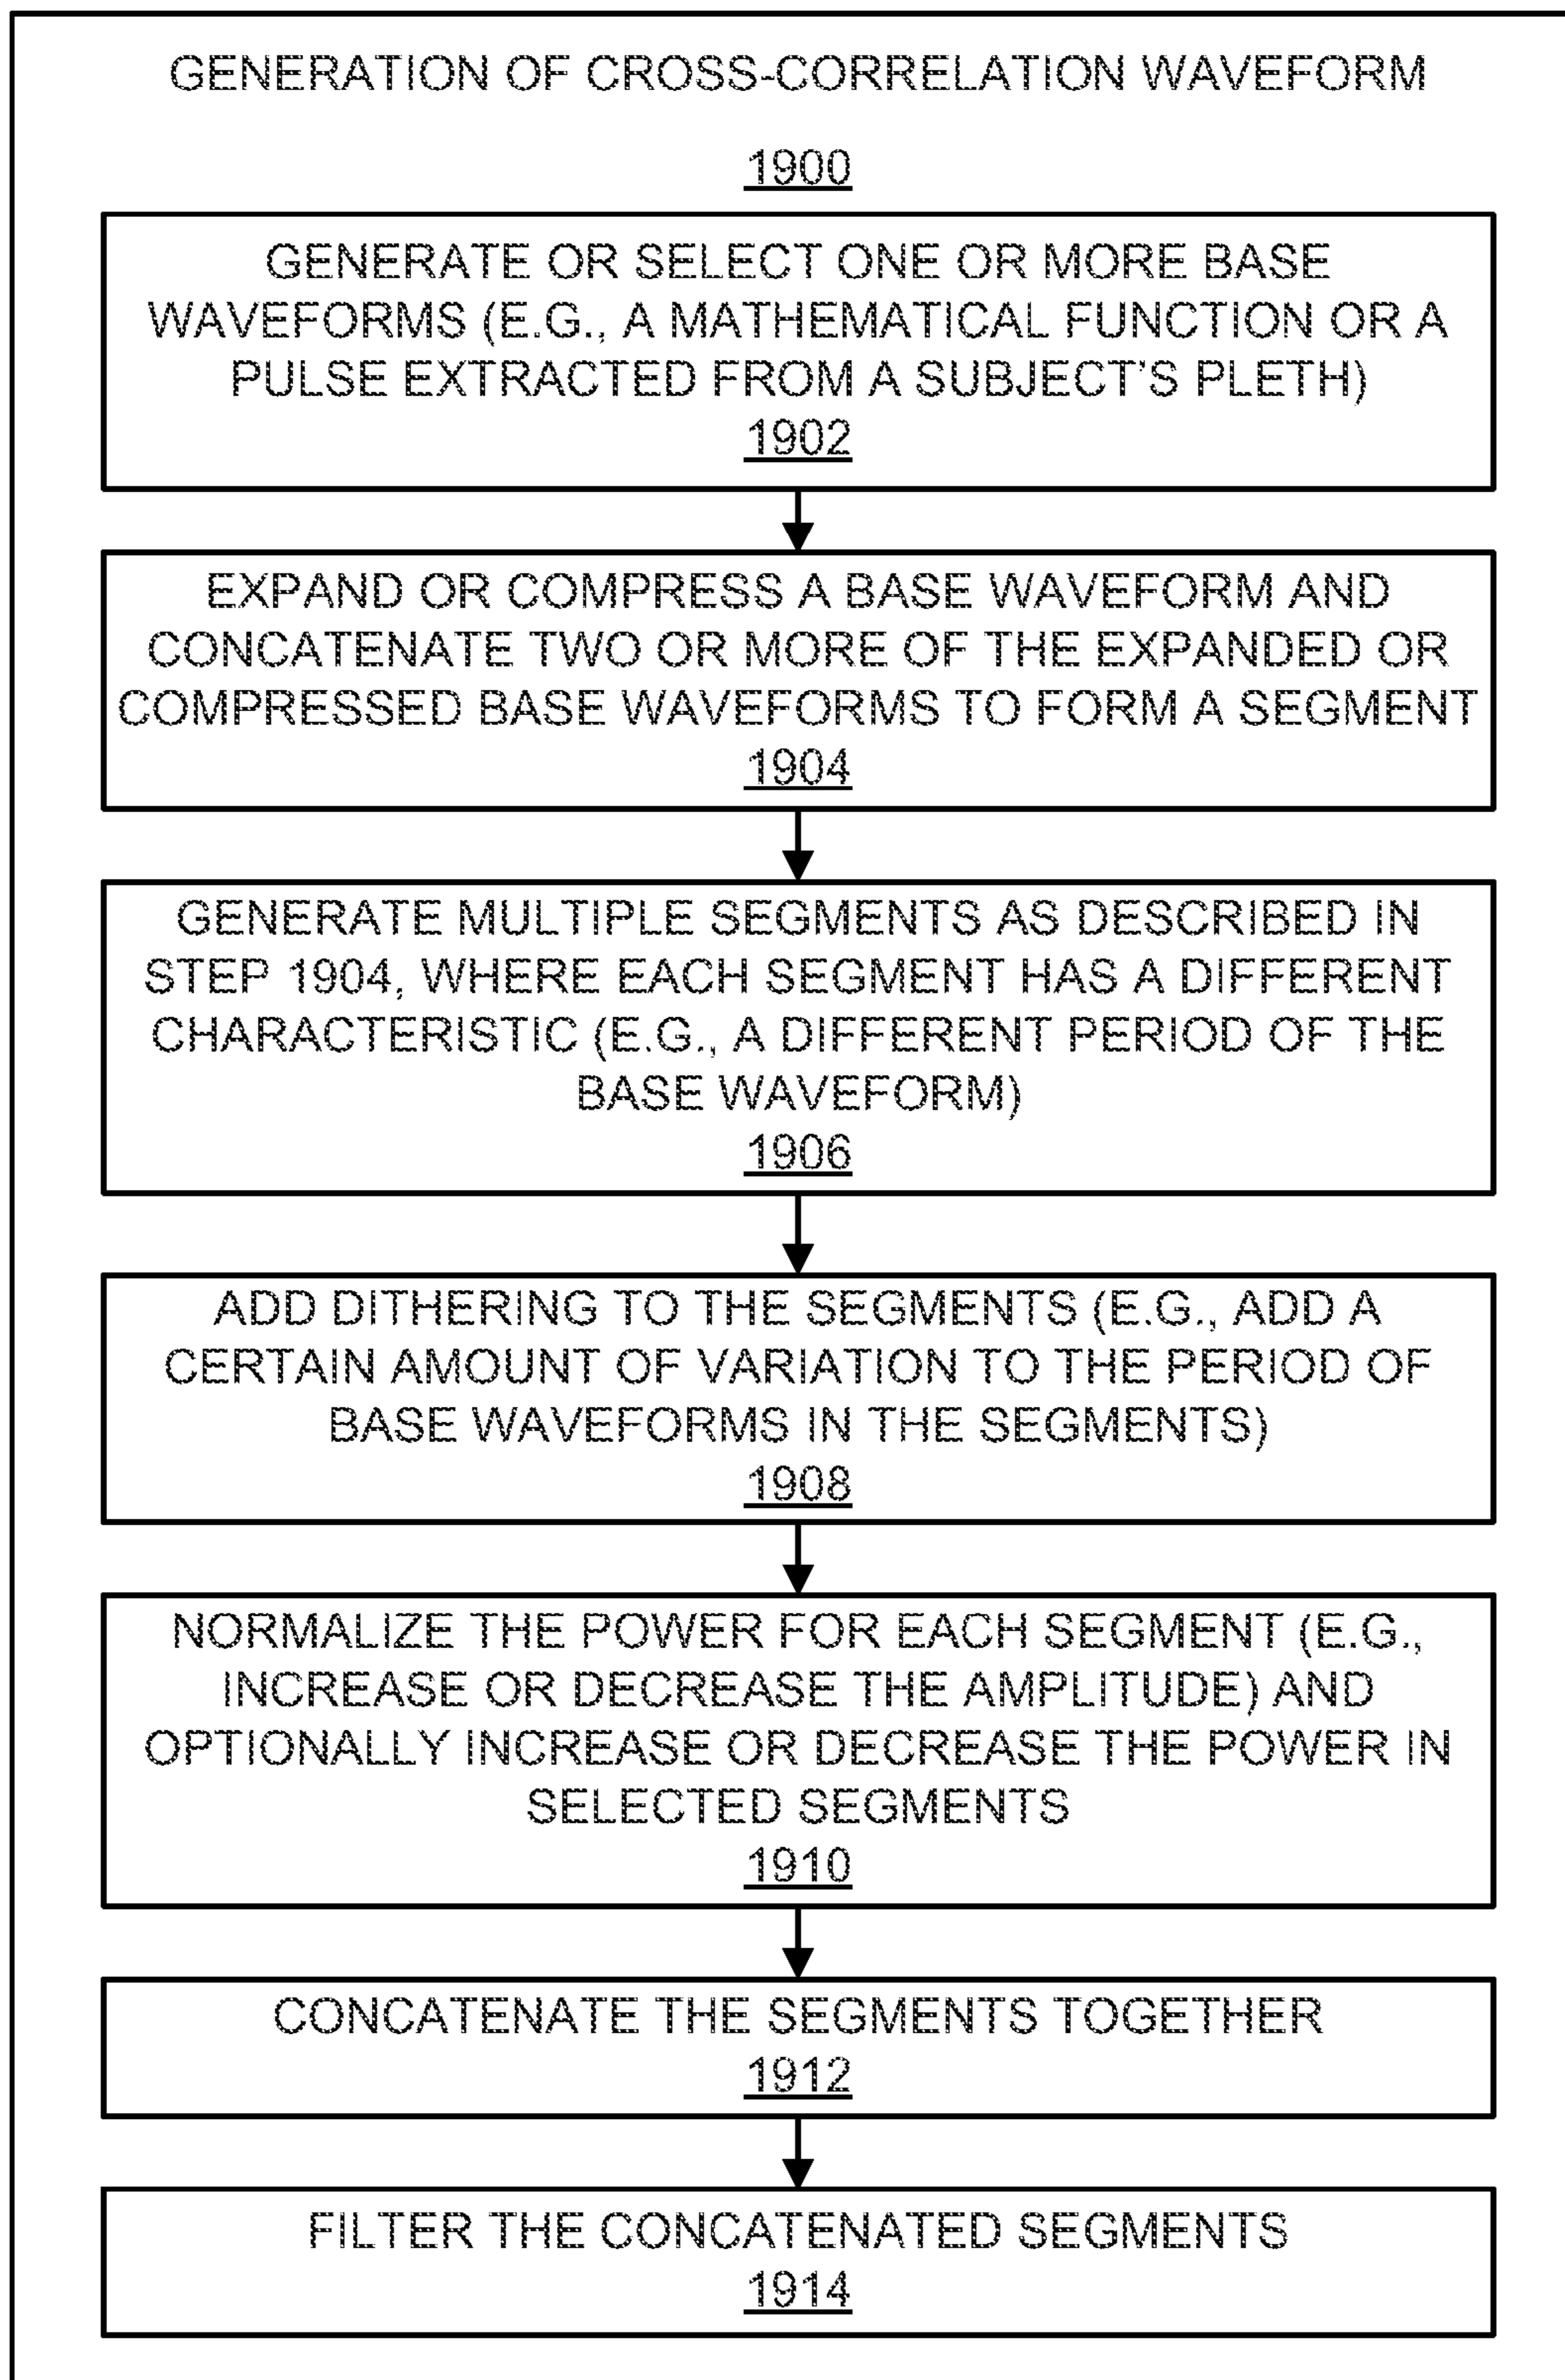 GENERATION OF CROSS-CORRELATION WAVEFORM
1900
GENERATE OR SELECT ONE OR MORE BASE
WAVEFORMS (E.G., A MATHEMATICAL FUNCTION OR A
PULSE EXTRACTED FROM A SUBJECT'S PLETH)
1902
EXPAND OR COMPRESS A BASE WAVEFORM AND
CONCATENATE TWO OR MORE OF THE EXPANDED OR
COMPRESSED BASE WAVEFORMS TO FORM A SEGMENT
1904
GENERATE MULTIPLE SEGMENTS AS DESCRIBED IN
STEP 1904, WHERE EACH SEGMENT HAS A DIFFERENT
CHARACTERISTIC (E.G., A DIFFERENT PERIOD OF THE
BASE WAVEFORM)
1906
ADD DITHERING TO THE SEGMENTS (E.G., ADD A
CERTAIN AMOUNT OF VARIATION TO THE PERIOD OF
BASE WAVEFORMS IN THE SEGMENTS)
1908
NORMALIZE THE POWER FOR EACH SEGMENT (E.G.,
INCREASE OR DECREASE THE AMPLITUDE) AND
OPTIONALLY INCREASE OR DECREASE THE POWER IN
SELECTED SEGMENTS
1910
CONCATENATE THE SEGMENTS TOGETHER
1912
FILTER THE CONCATENATED SEGMENTS
1914